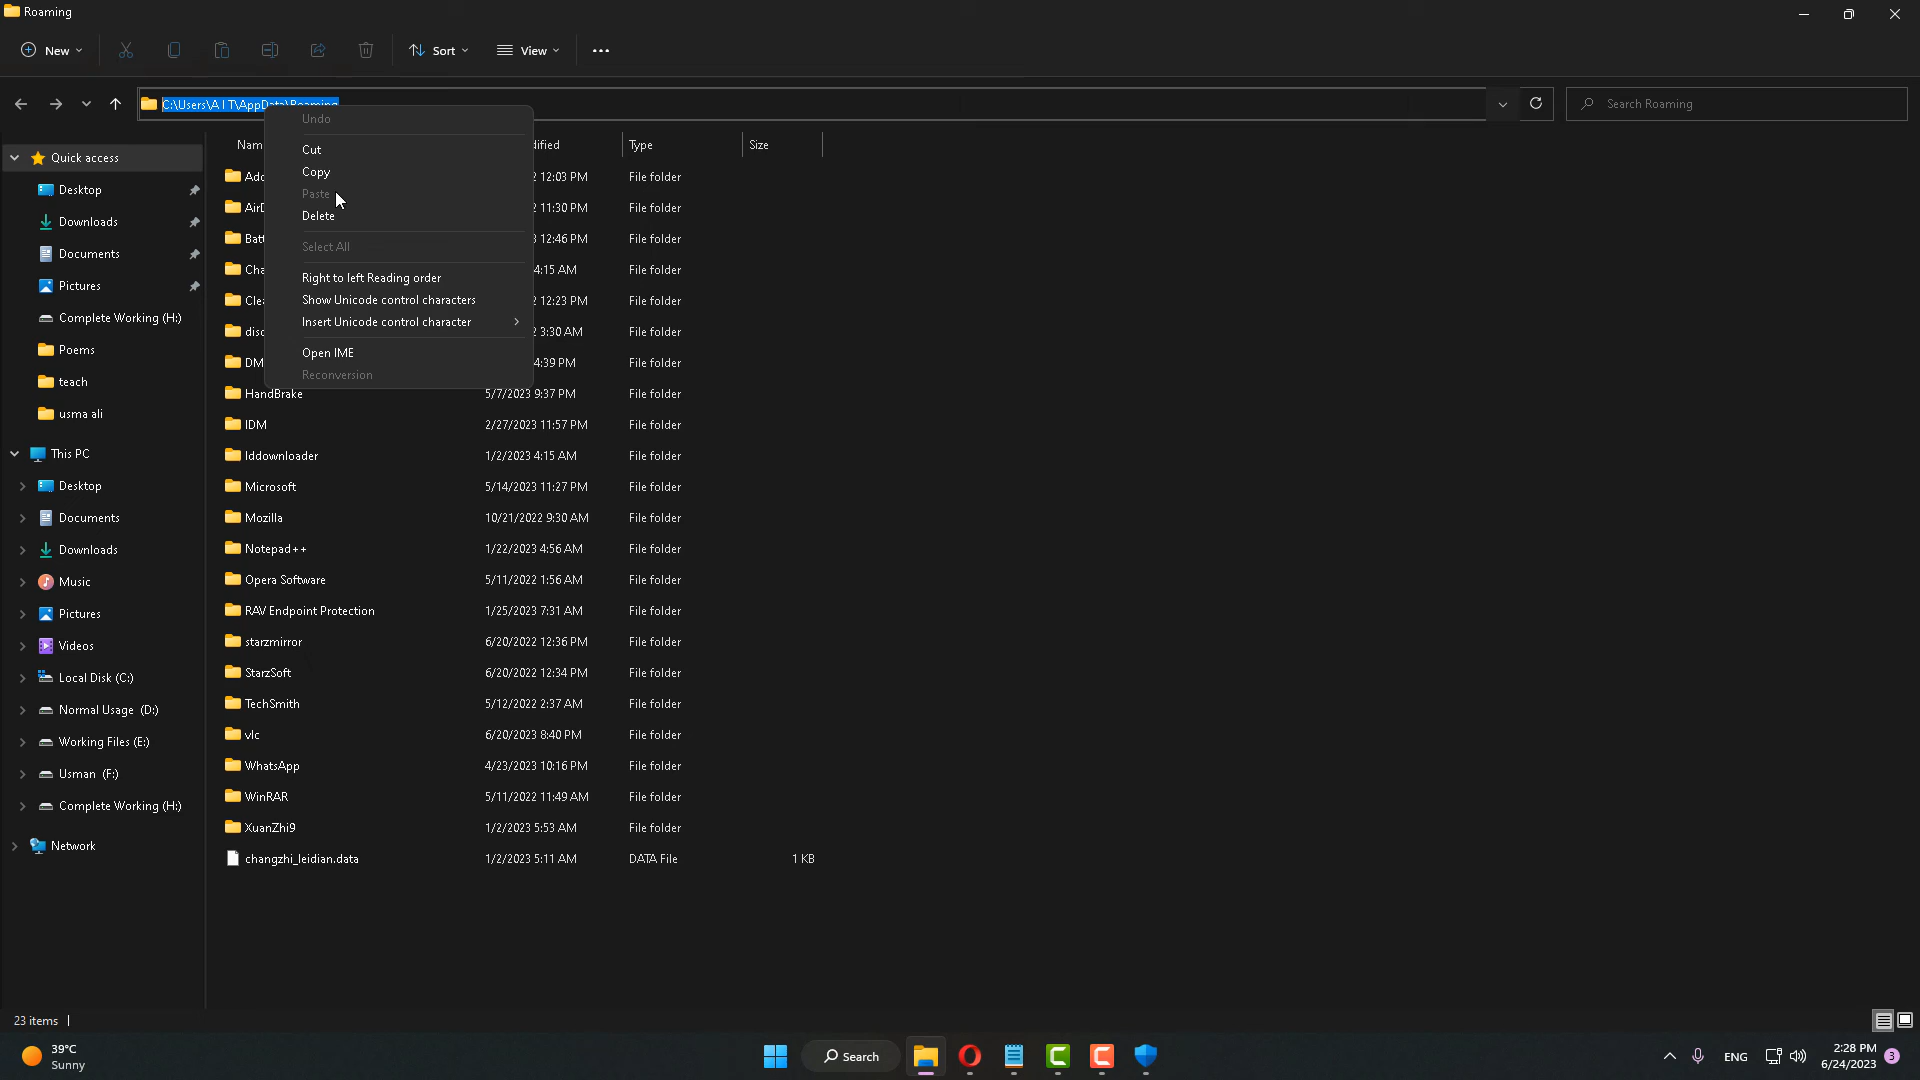 Roaming
New
Sort
View
C:\Users\A I T\AppData\Roaming
Search Roaming
Undo
Cut
Copy
Paste
Delete
Select All
Right to left Reading order
Show Unicode control characters
Insert Unicode control character
Open IME
Reconversion
Quick access
Desktop
Downloads
Documents
Pictures
Complete Working (H:)
Poems
teach
usma ali
This PC
Desktop
Documents
Downloads
Music
Pictures
Videos
Local Disk (C:)
Normal Usage (D:)
Working Files (E:)
Usman (F:)
Complete Working (H:)
Network
Type
Size
12:03 PM File folder
11:30 PM File folder
12:46 PM File folder
4:15 AM File folder
12:23 PM File folder
3:30 AM File folder
4:39 PM File folder
HandBrake 5/7/2023 9:37 PM File folder
IDM 2/27/2023 11:57 PM File folder
lddownloader 1/2/2023 4:15 AM File folder
Microsoft 5/14/2023 11:27 PM File folder
Mozilla 10/21/2022 9:30 AM File folder
Notepad++ 1/22/2023 4:56 AM File folder
Opera Software 5/11/2022 1:56 AM File folder
RAV Endpoint Protection 1/25/2023 7:31 AM File folder
starzmirror 6/20/2022 12:36 PM File folder
StarzSoft 6/20/2022 12:34 PM File folder
TechSmith 5/12/2022 2:37 AM File folder
vlc 6/20/2023 8:40 PM File folder
WhatsApp 4/23/2023 10:16 PM File folder
WinRAR 5/11/2022 11:49 AM File folder
XuanZhi9 1/2/2023 5:53 AM File folder
changzhi_leidian.data 1/2/2023 5:11 AM DATA File 1 KB
23 items
39°C
Sunny
Search
ENG
2:28 PM
6/24/2023
3